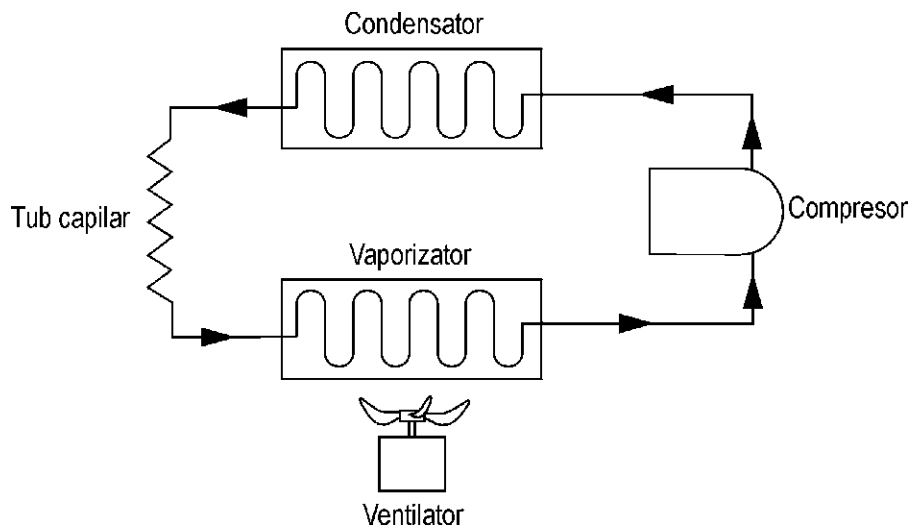 Condensator
Tub capilar
Compresor
Vaporizator
Ventilator